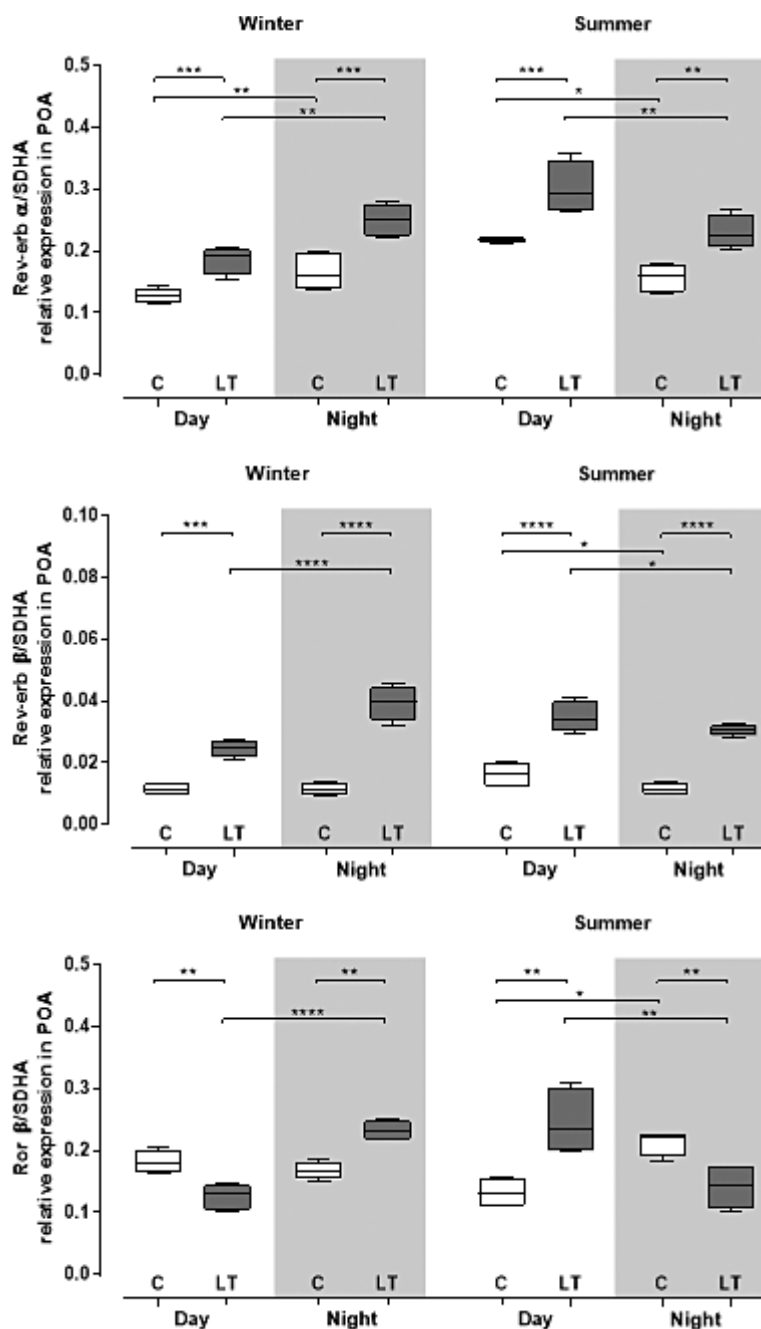 Winter Summer
Rev-erb α/SDHA
relative expression in POA
0.5
0.4
0.3
0.2
0.1
0.0
*** *** *** **
** *
** **
C LT C LT C LT C LT
Day Night Day Night
Winter Summer
Rev-erb β/SDHA
relative expression in POA
0.10
0.08
0.06
0.04
0.02
0.00
*** **** **** ****
*
**** *
C LT C LT C LT C LT
Day Night Day Night
Winter Summer
Ror β/SDHA
relative expression in POA
0.5
0.4
0.3
0.2
0.1
0.0
** ** ** **
*
**** **
C LT C LT C LT C LT
Day Night Day Night